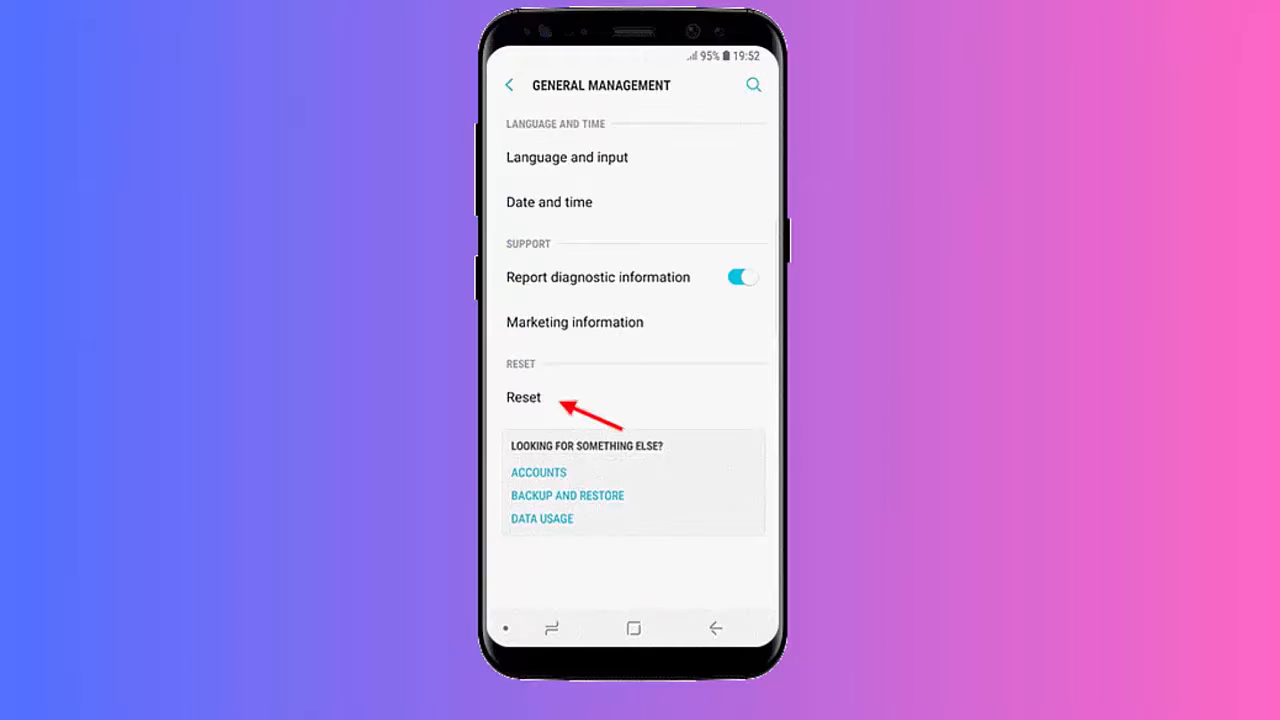 95% 19:52
GENERAL MANAGEMENT
LANGUAGE AND TIME
Language and input
Date and time
SUPPORT
Report diagnostic information
Marketing information
RESET
Reset
LOOKING FOR SOMETHING ELSE?
ACCOUNTS
BACKUP AND RESTORE
DATA USAGE